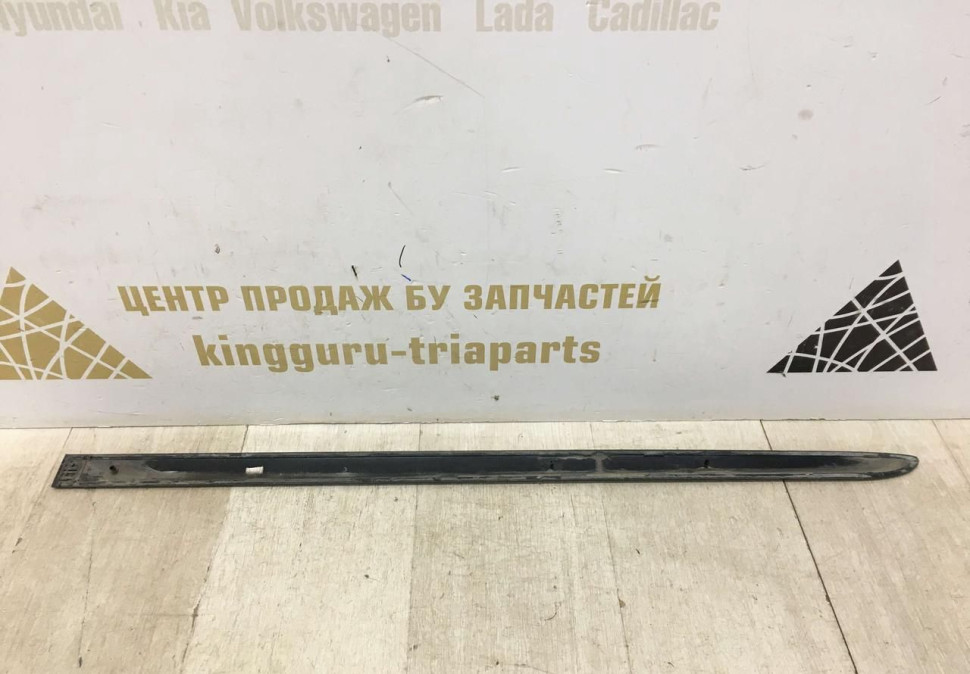 Hyundai Kia Volkswagen Lada Cadillac
ЦЕНТР ПРОДАЖ БУ ЗАПЧАСТЕЙ
kingguru-triaparts